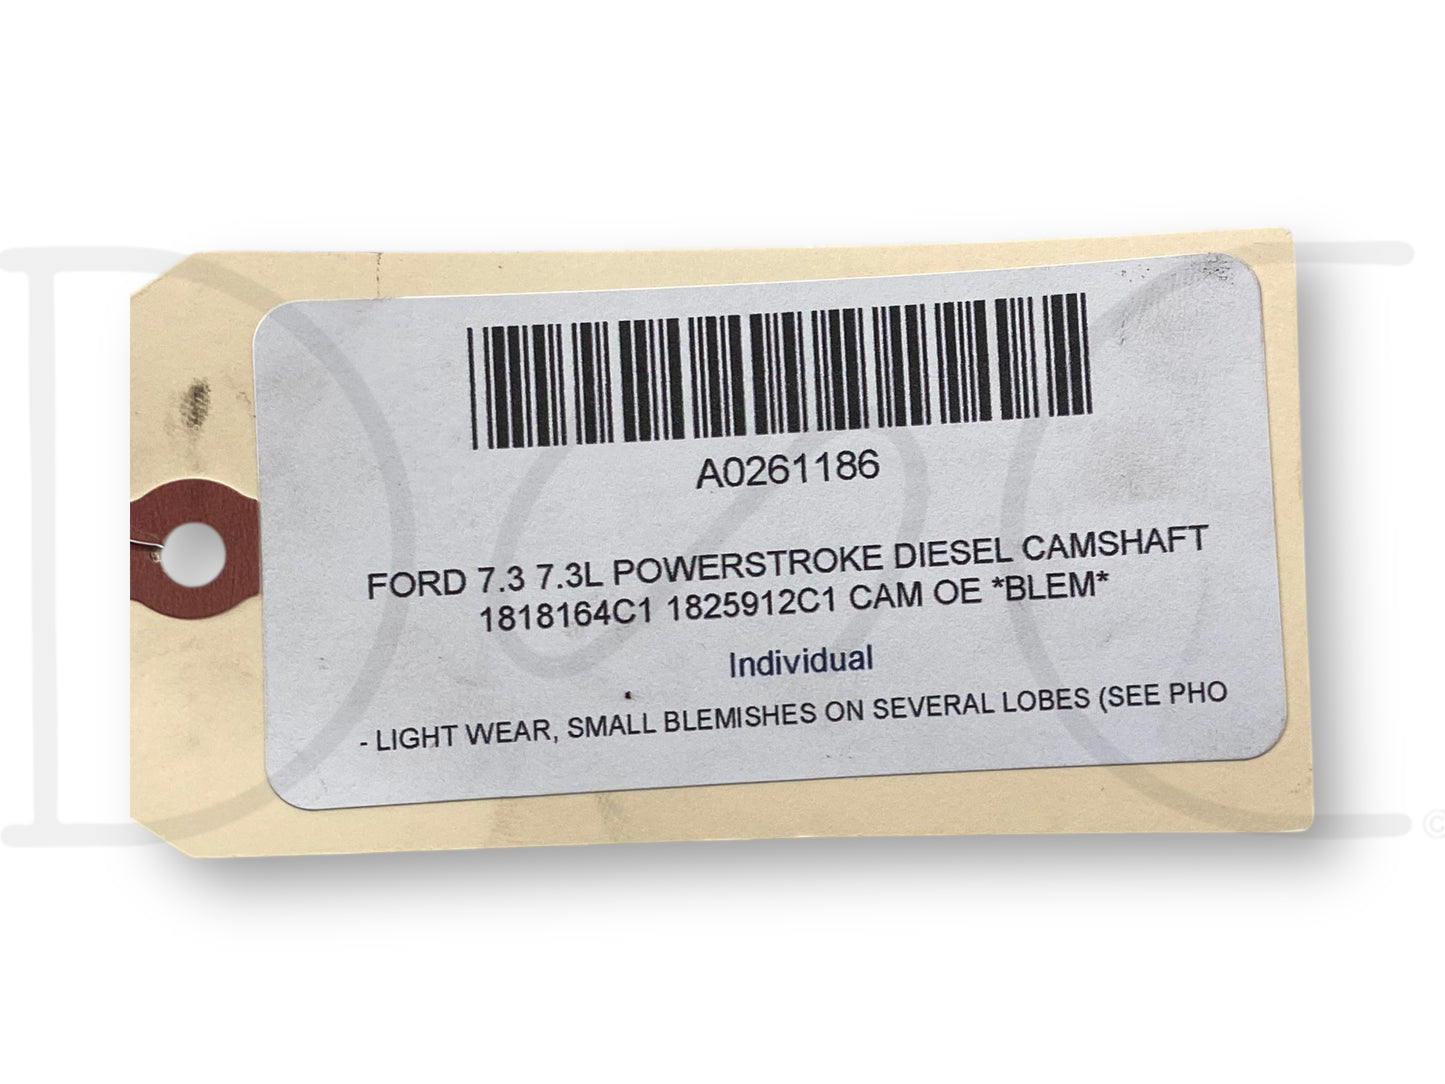 A0261186
FORD 7.3 7.3L POWERSTROKE DIESEL CAMSHAFT
1818164C1 1825912C1 CAM OE *BLEM*
Individual
- LIGHT WEAR, SMALL BLEMISHES ON SEVERAL LOBES (SEE PHO
©